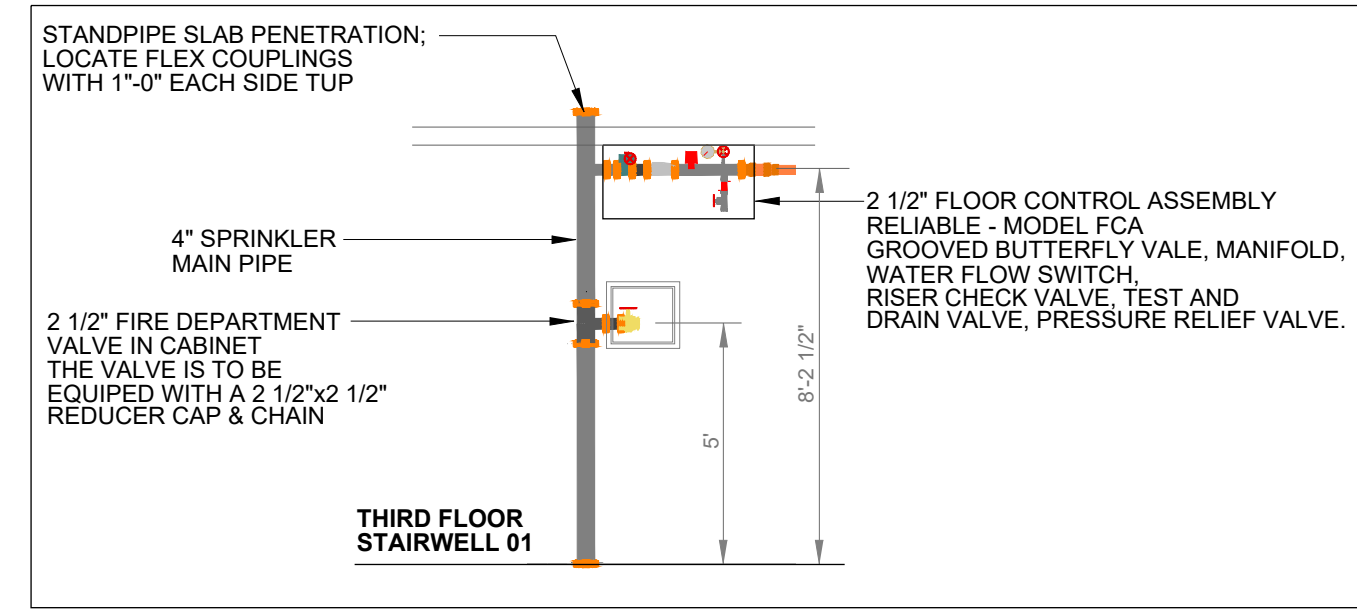 STANDPIPE SLAB PENETRATION;
LOCATE FLEX COUPLINGS
WITH 1"-0" EACH SIDE TUP
4" SPRINKLER
MAIN PIPE
2 1/2" FIRE DEPARTMENT
VALVE IN CABINET
THE VALVE IS TO BE
EQUIPED WITH A 2 1/2"x2 1/2"
REDUCER CAP & CHAIN
2 1/2" FLOOR CONTROL ASSEMBLY
RELIABLE - MODEL FCA
GROOVED BUTTERFLY VALE, MANIFOLD,
WATER FLOW SWITCH,
RISER CHECK VALVE, TEST AND
DRAIN VALVE, PRESSURE RELIEF VALVE.
5'
8'-2 1/2"
THIRD FLOOR
STAIRWELL 01